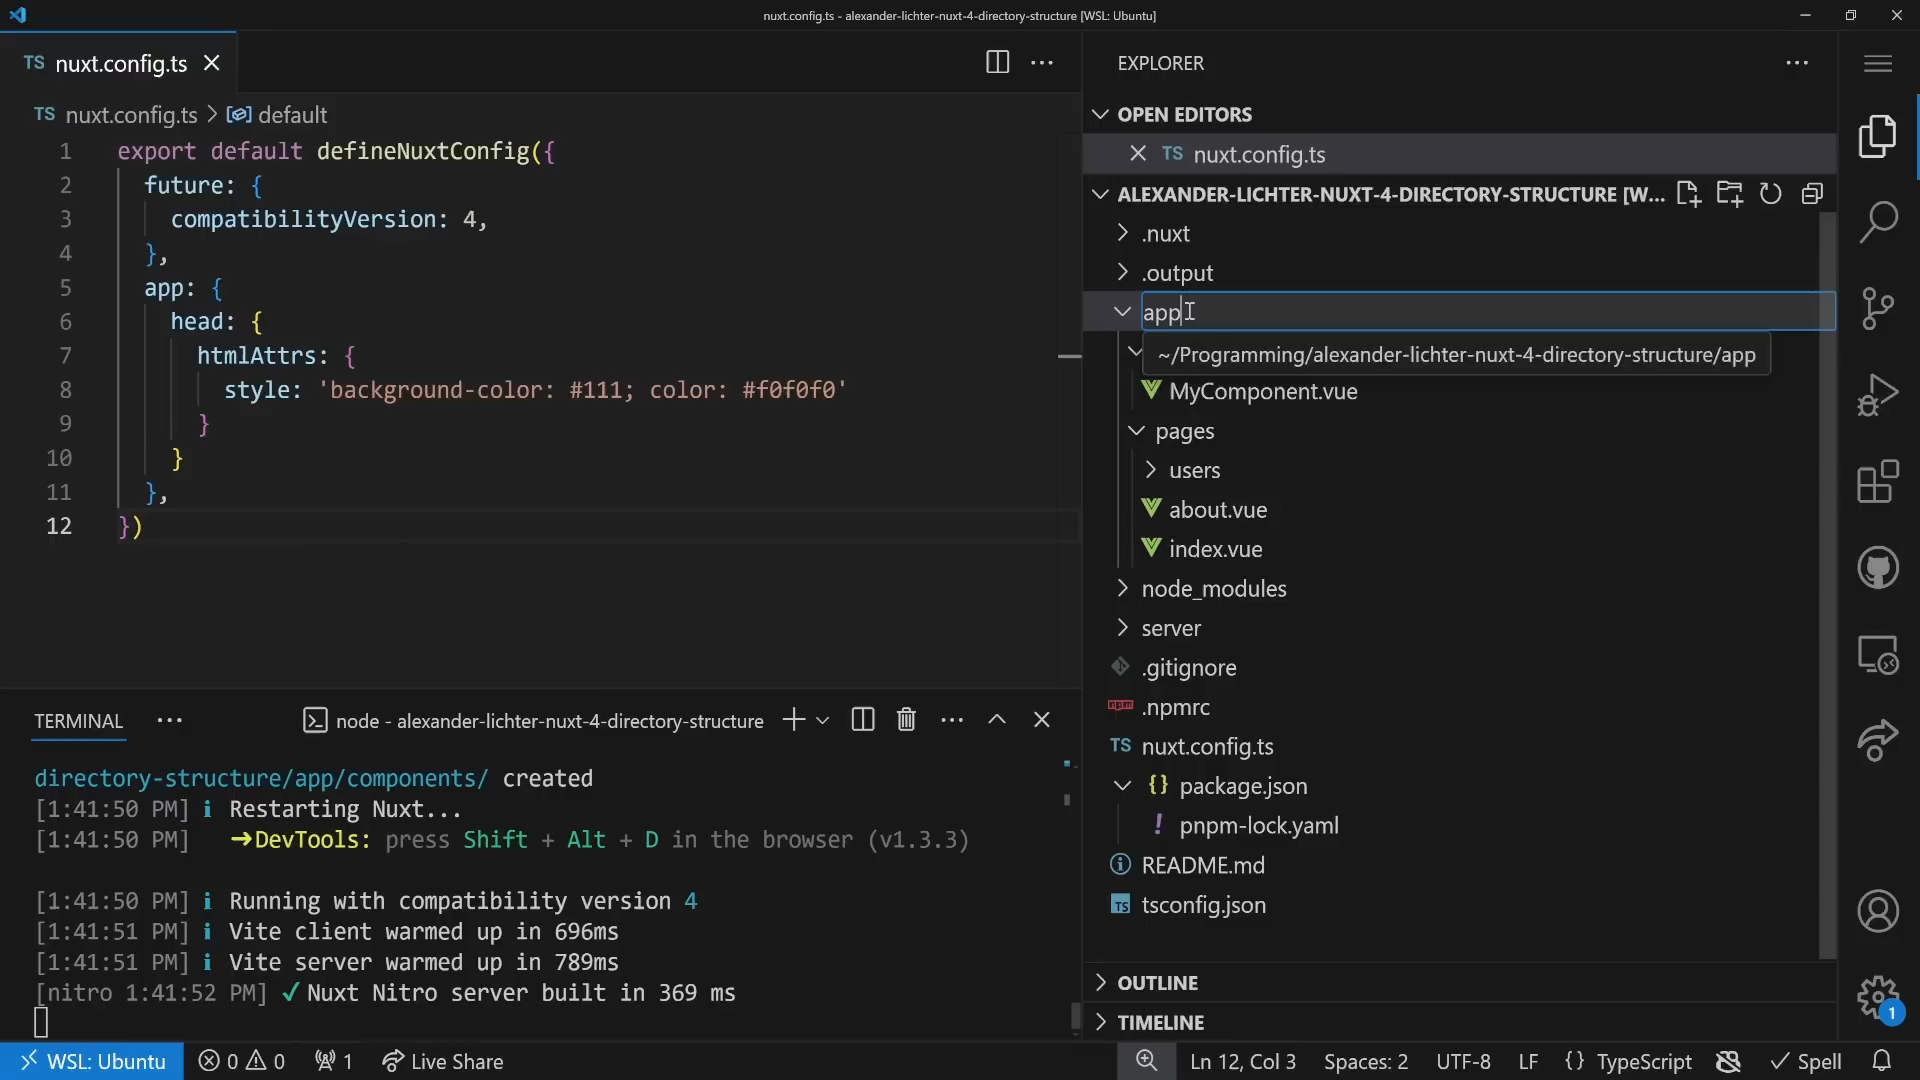 nuxt.config.ts - alexander-lichter-nuxt-4-directory-structure [WSL: Ubuntu]
TS nuxt.config.ts
TS nuxt.config.ts > default
1 export default defineNuxtConfig({
2 future: {
3 compatibilityVersion: 4,
4 },
5 app: {
6 head: {
7 htmlAttrs: {
8 style: 'background-color: #111; color: #f0f0f0'
9 }
10 }
11 },
12 })
TERMINAL
node - alexander-lichter-nuxt-4-directory-structure
directory-structure/app/components/ created
[1:41:50 PM] i Restarting Nuxt...
[1:41:50 PM] ➜DevTools: press Shift + Alt + D in the browser (v1.3.3)
[1:41:50 PM] i Running with compatibility version 4
[1:41:51 PM] i Vite client warmed up in 696ms
[1:41:51 PM] i Vite server warmed up in 789ms
[nitro 1:41:52 PM] ✓ Nuxt Nitro server built in 369 ms
EXPLORER
OPEN EDITORS
TS nuxt.config.ts
ALEXANDER-LICHTER-NUXT-4-DIRECTORY-STRUCTURE [W...
.nuxt
.output
app
~/Programming/alexander-lichter-nuxt-4-directory-structure/app
MyComponent.vue
pages
users
about.vue
index.vue
node_modules
server
.gitignore
npm .npmrc
TS nuxt.config.ts
{} package.json
! pnpm-lock.yaml
README.md
TS tsconfig.json
OUTLINE
TIMELINE
1
WSL: Ubuntu 0 0 1 Live Share Ln 12, Col 3 Spaces: 2 UTF-8 LF {} TypeScript Spell